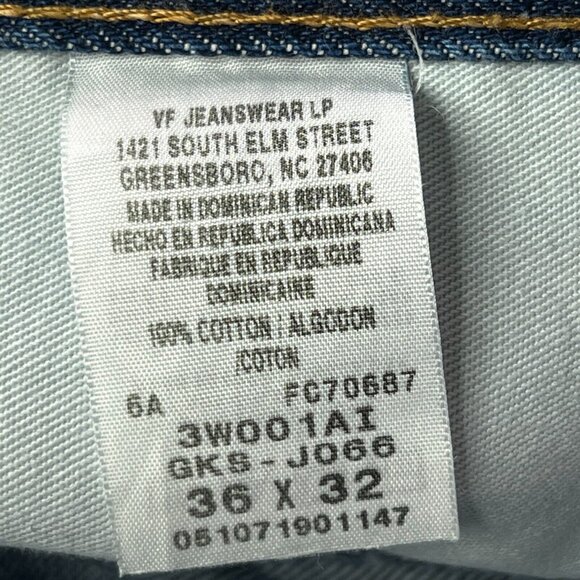 VF JEANSWEAR LP
1421 SOUTH ELM STREET
GREENSBORO, NC 27406
MADE IN DOMINICAN REPUBLIC
HECHO EN REPUBLICA DOMINICANA
FABRIQUE EN REPUBLIQUE
DOMINICAINE
100% COTTON / ALGODON
/COTON
6A FC70687
3W001AI
GKS-J066
36 X 32
051071901147